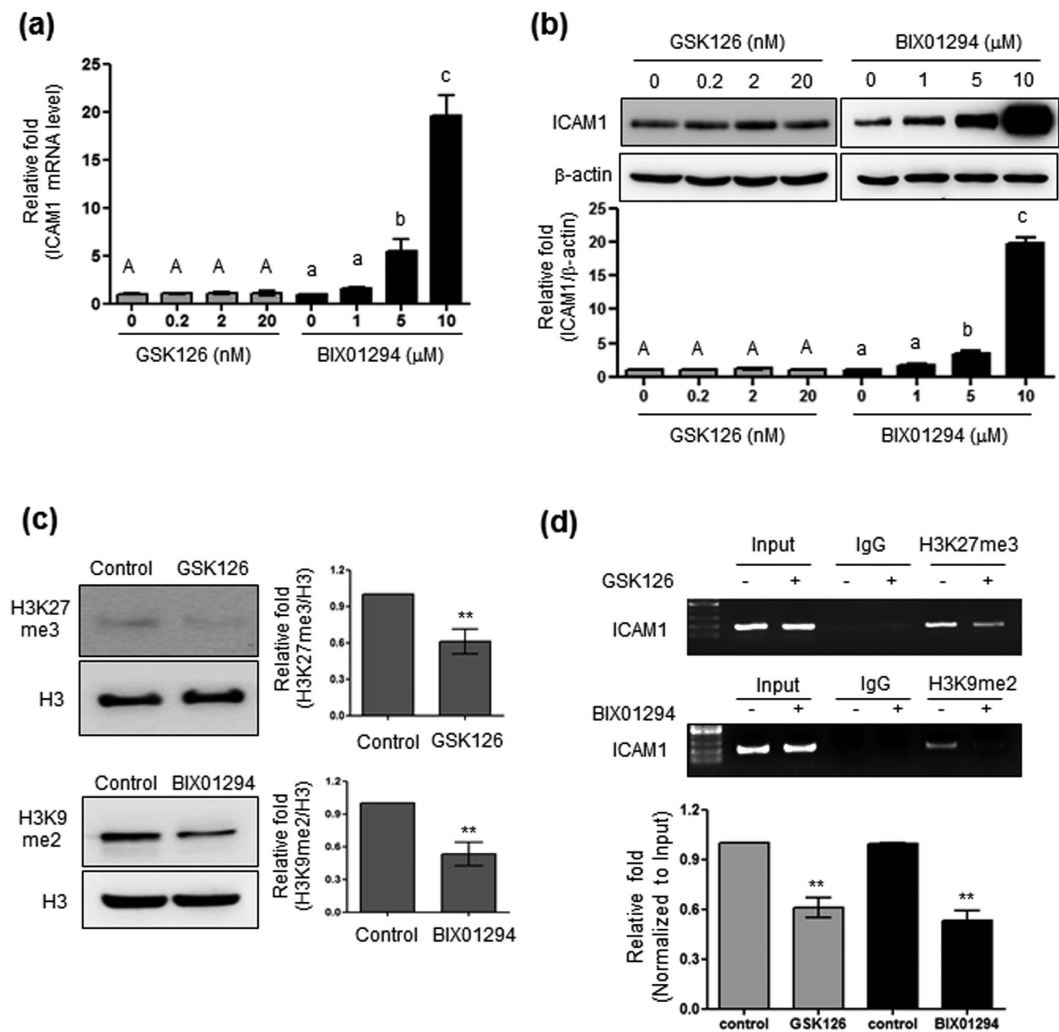 (a)
Relative fold
(ICAM1 mRNA level)
25
20
15
10
5
0
A A A A a a b c
0 0.2 2 20 0 1 5 10
GSK126 (nM) BIX01294 (μM)
(b)
GSK126 (nM) BIX01294 (μM)
0 0.2 2 20 0 1 5 10
ICAM1
β-actin
Relative fold
(ICAM1/β-actin)
25
20
15
10
5
0
A A A A a a b c
0 0.2 2 20 0 1 5 10
GSK126 (nM) BIX01294 (μM)
(c)
Control GSK126
H3K27
me3
H3
Relative fold
(H3K27me3/H3)
1.2
0.9
0.6
0.3
0.0
**
Control GSK126
Control BIX01294
H3K9
me2
H3
Relative fold
(H3K9me2/H3)
1.2
0.9
0.6
0.3
0.0
**
Control BIX01294
(d)
Input IgG H3K27me3
GSK126 - + - + - +
ICAM1
Input IgG H3K9me2
BIX01294 - + - + - +
ICAM1
Relative fold
(Normalized to Input)
1.2
0.9
0.6
0.3
0.0
** **
control GSK126 control BIX01294